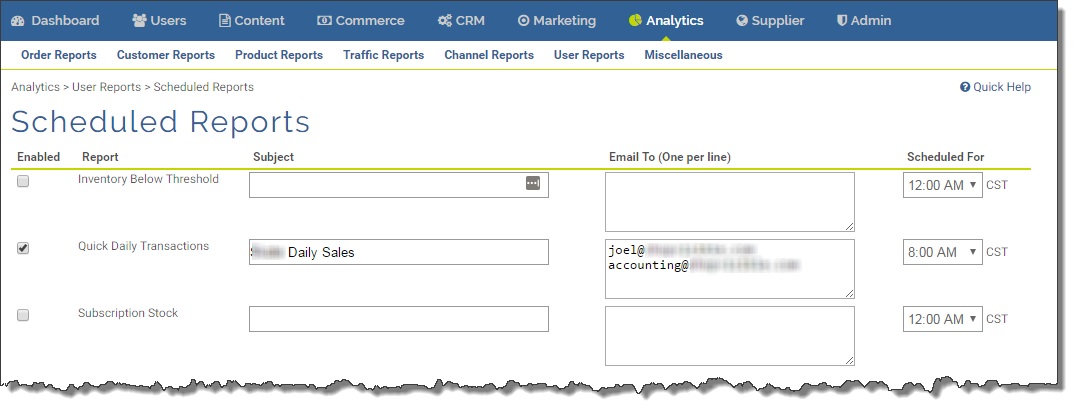 Dashboard Users Content Commerce CRM Marketing Analytics Supplier Admin
Order Reports Customer Reports Product Reports Traffic Reports Channel Reports User Reports Miscellaneous
Analytics > User Reports > Scheduled Reports Quick Help
Scheduled Reports
Enabled Report Subject Email To (One per line) Scheduled For
Inventory Below Threshold 12:00 AM CST
Quick Daily Transactions Daily Sales joel@ 8:00 AM CST
accounting@
Subscription Stock 12:00 AM CST